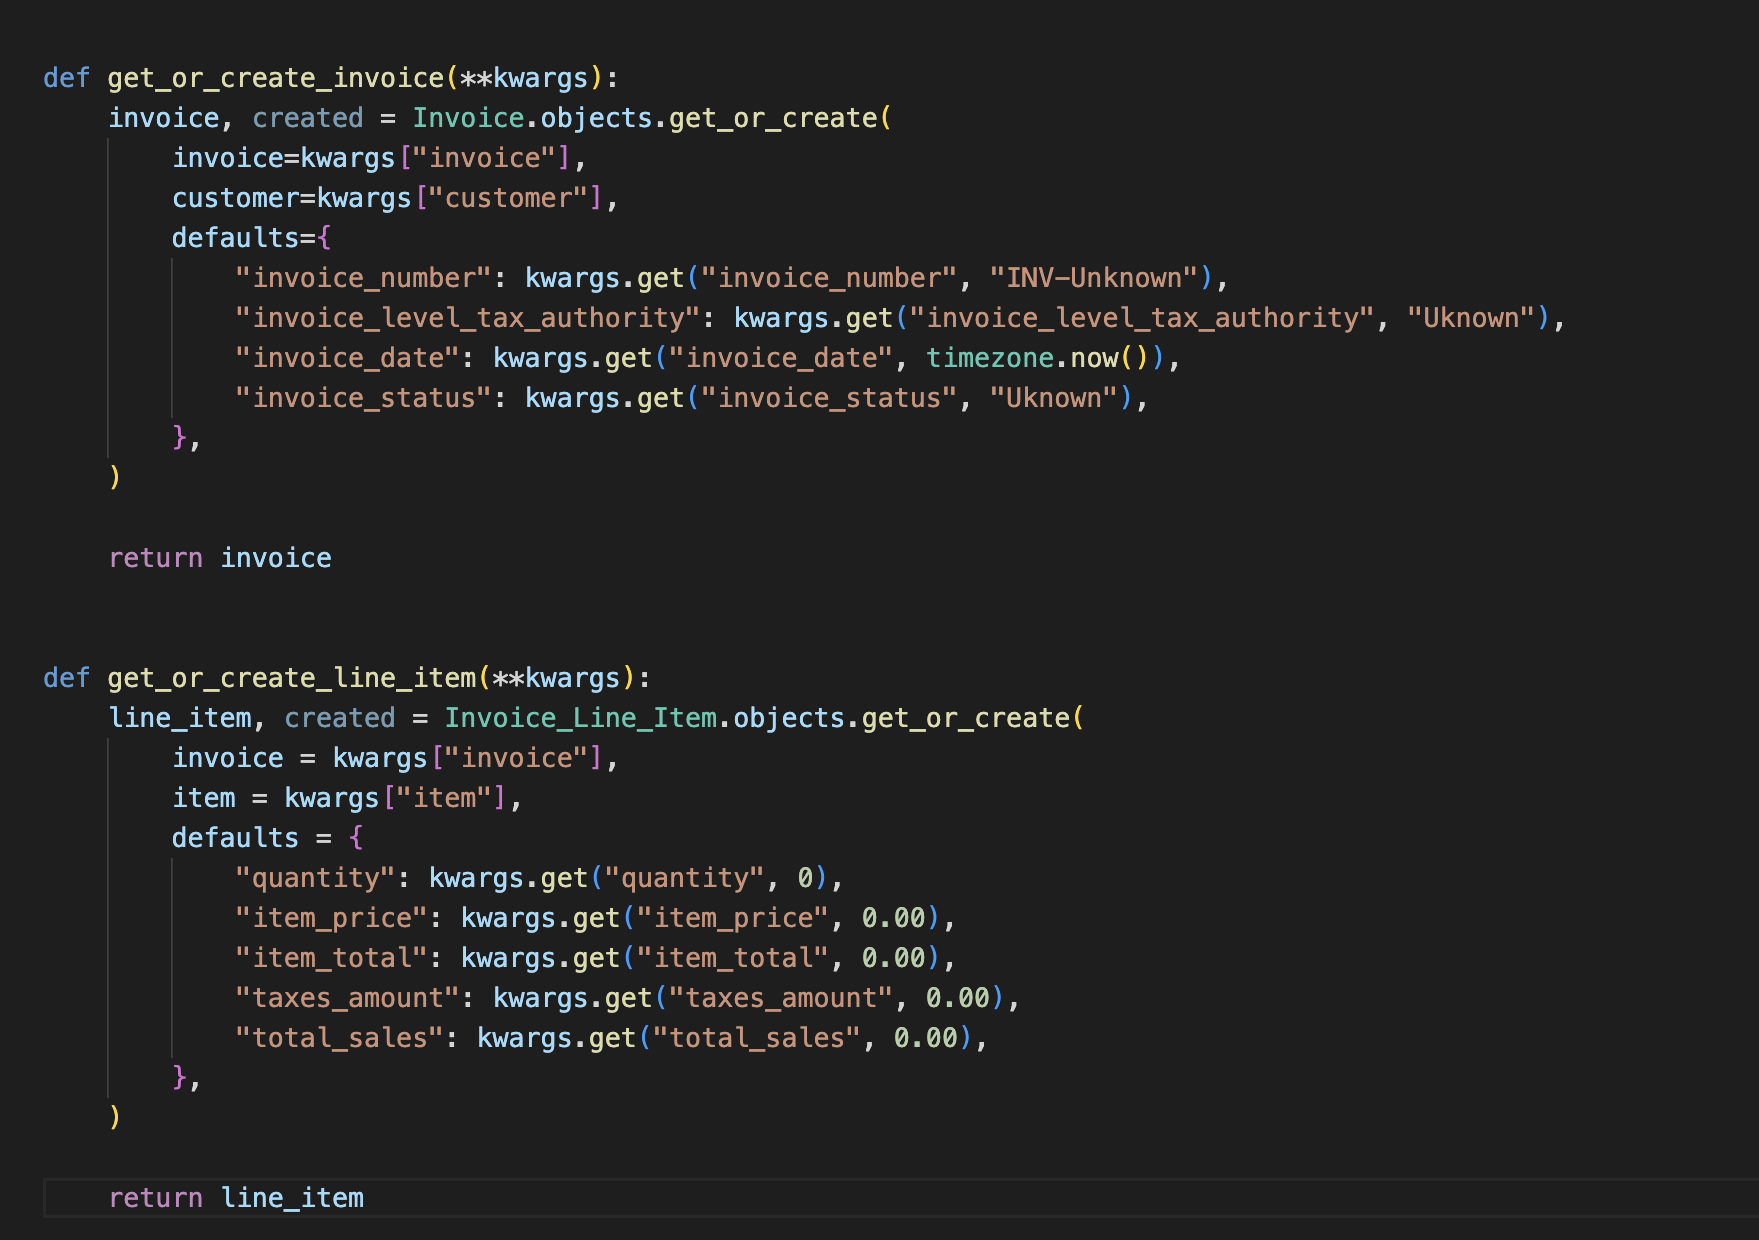 def get_or_create_invoice(**kwargs):
    invoice, created = Invoice.objects.get_or_create(
        invoice=kwargs["invoice"],
        customer=kwargs["customer"],
        defaults={
            "invoice_number": kwargs.get("invoice_number", "INV-Unknown"),
            "invoice_level_tax_authority": kwargs.get("invoice_level_tax_authority", "Uknown"),
            "invoice_date": kwargs.get("invoice_date", timezone.now()),
            "invoice_status": kwargs.get("invoice_status", "Uknown"),
        },
    )

    return invoice


def get_or_create_line_item(**kwargs):
    line_item, created = Invoice_Line_Item.objects.get_or_create(
        invoice = kwargs["invoice"],
        item = kwargs["item"],
        defaults = {
            "quantity": kwargs.get("quantity", 0),
            "item_price": kwargs.get("item_price", 0.00),
            "item_total": kwargs.get("item_total", 0.00),
            "taxes_amount": kwargs.get("taxes_amount", 0.00),
            "total_sales": kwargs.get("total_sales", 0.00),
        },
    )

    return line_item